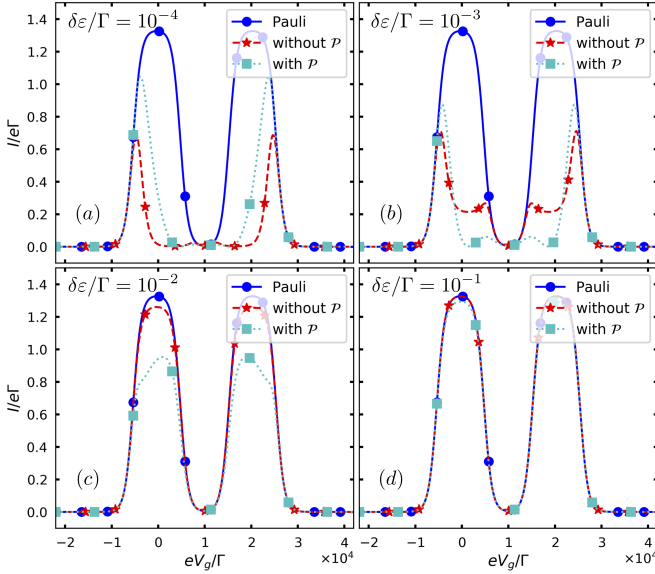 δε/Γ = 10⁻⁴
Pauli
without 𝒫
with 𝒫
(a)
I/eΓ
1.4
1.2
1.0
0.8
0.6
0.4
0.2
0.0
δε/Γ = 10⁻³
Pauli
without 𝒫
with 𝒫
(b)
δε/Γ = 10⁻²
Pauli
without 𝒫
with 𝒫
(c)
I/eΓ
1.4
1.2
1.0
0.8
0.6
0.4
0.2
0.0
−2 −1 0 1 2 3 4
eV_g/Γ
×10⁴
δε/Γ = 10⁻¹
Pauli
without 𝒫
with 𝒫
(d)
−2 −1 0 1 2 3 4
eV_g/Γ
×10⁴